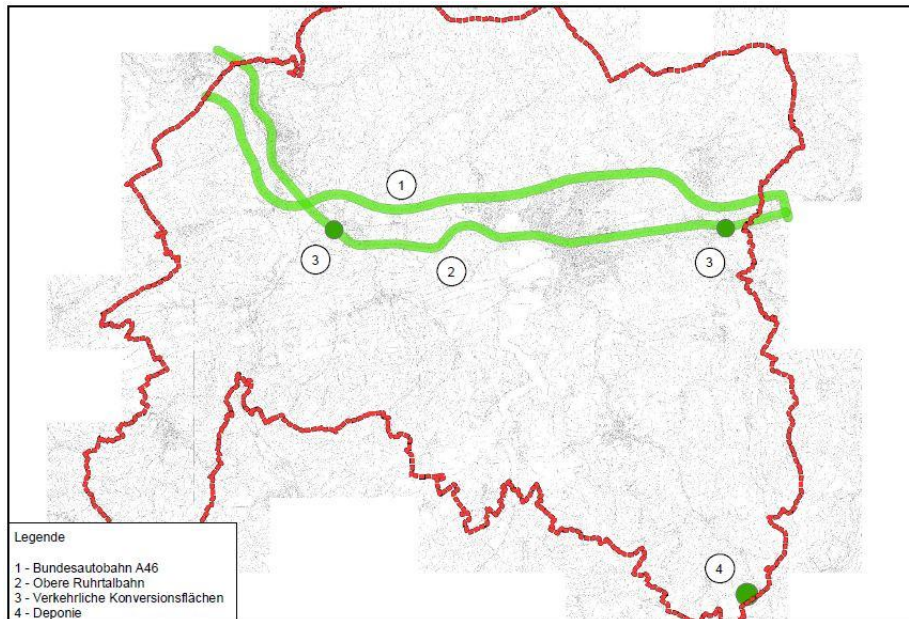 1
3
2
3
4
Legende
1 - Bundesautobahn A46
2 - Obere Ruhrtalbahn
3 - Verkehrliche Konversionsflächen
4 - Deponie